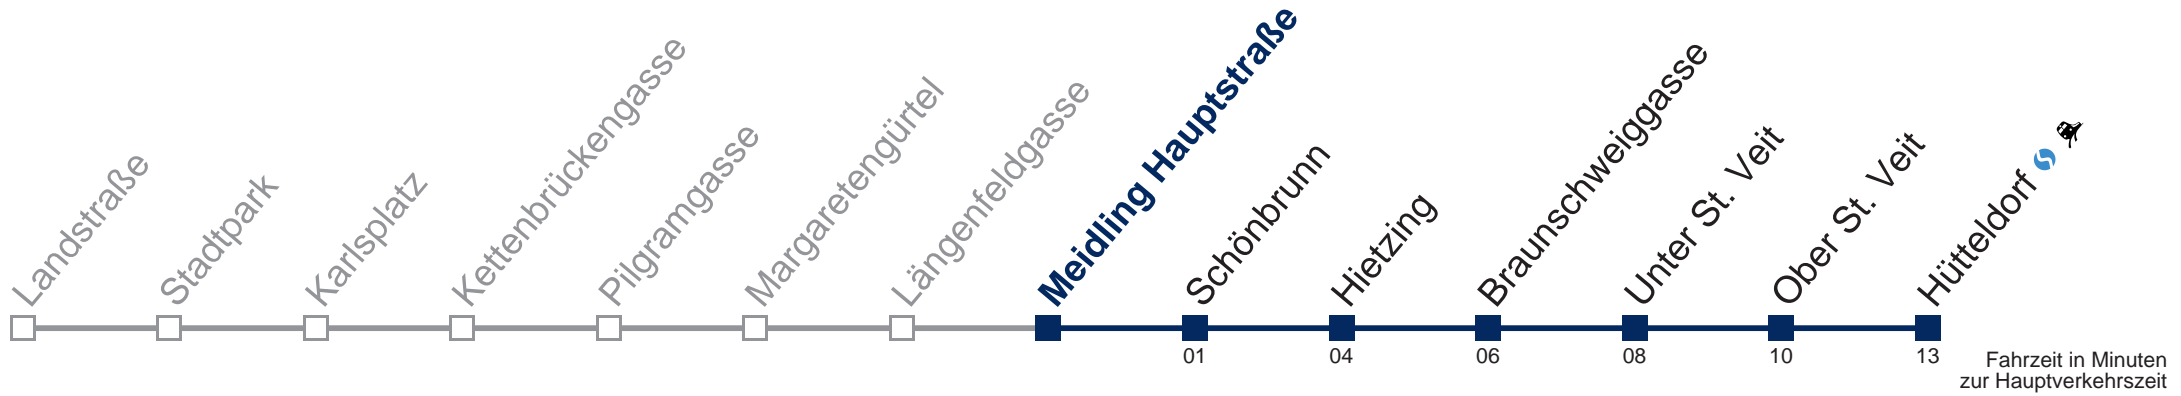 Landstraße
Stadtpark
Karlsplatz
Kettenbrückengasse
Pilgramgasse
Margaretengürtel
Längenfeldgasse
Meidling Hauptstraße
Schönbrunn
Hietzing
Braunschweiggasse
Unter St. Veit
Ober St. Veit
Hütteldorf
01
04
06
08
10
13
Fahrzeit in Minuten
zur Hauptverkehrszeit